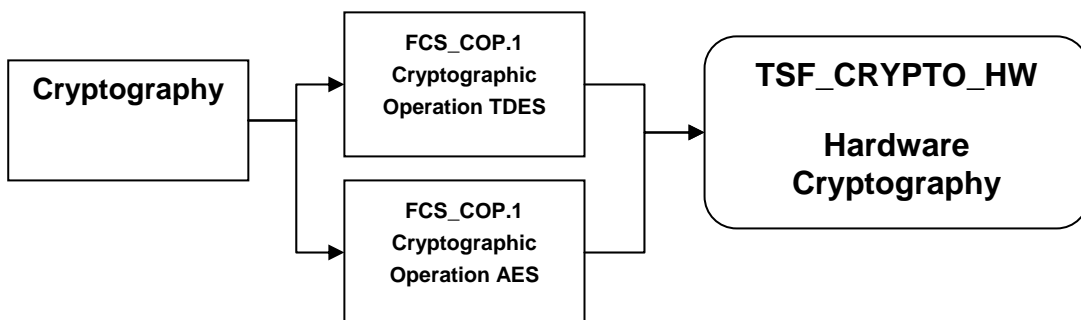 Cryptography
FCS_COP.1
Cryptographic
Operation TDES
FCS_COP.1
Cryptographic
Operation AES
TSF_CRYPTO_HW
Hardware
Cryptography